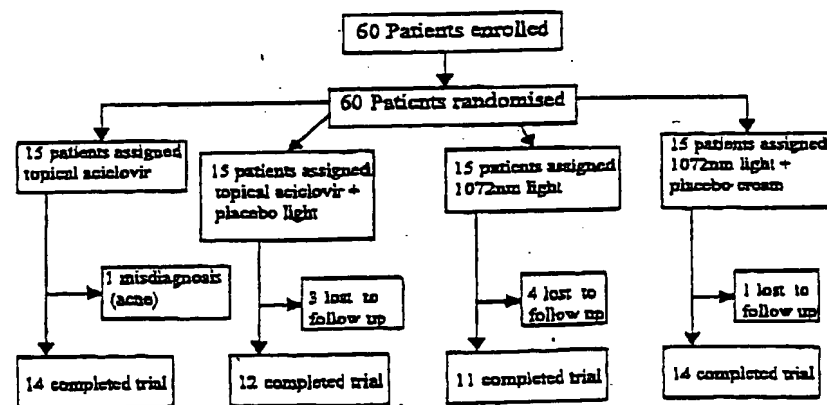 60 Patients enrolled
60 Patients randomised
15 patients assigned
topical aciclovir
15 patients assigned
topical aciclovir +
placebo light
15 patients assigned
1072nm light
15 patients assigned
1072nm light +
placebo cream
1 misdiagnosis
(acne)
3 lost to
follow up
4 lost to
follow up
1 lost to
follow up
14 completed trial
12 completed trial
11 completed trial
14 completed trial